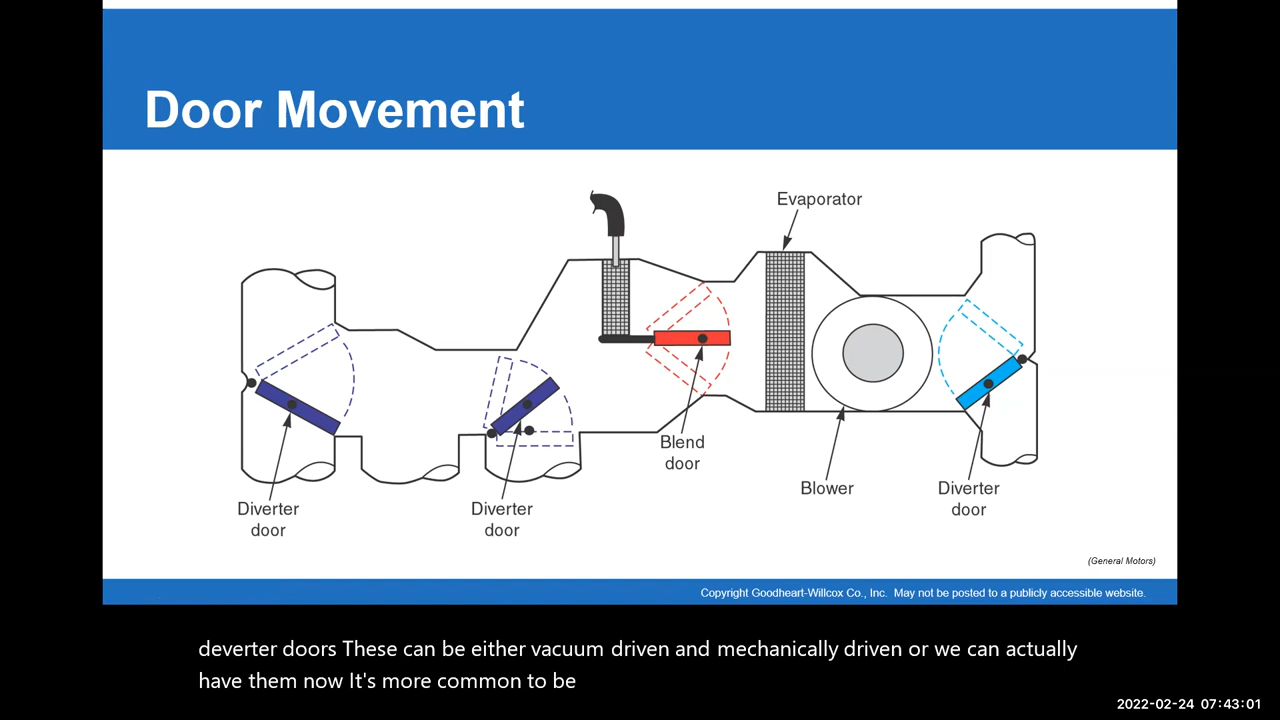 Door Movement
Evaporator
Blend
door
Blower
Diverter
door
Diverter
door
Diverter
door
(General Motors)
Copyright Goodheart-Willcox Co., Inc. May not be posted to a publicly accessible website.
deverter doors These can be either vacuum driven and mechanically driven or we can actually
have them now It's more common to be
2022-02-24 07:43:01